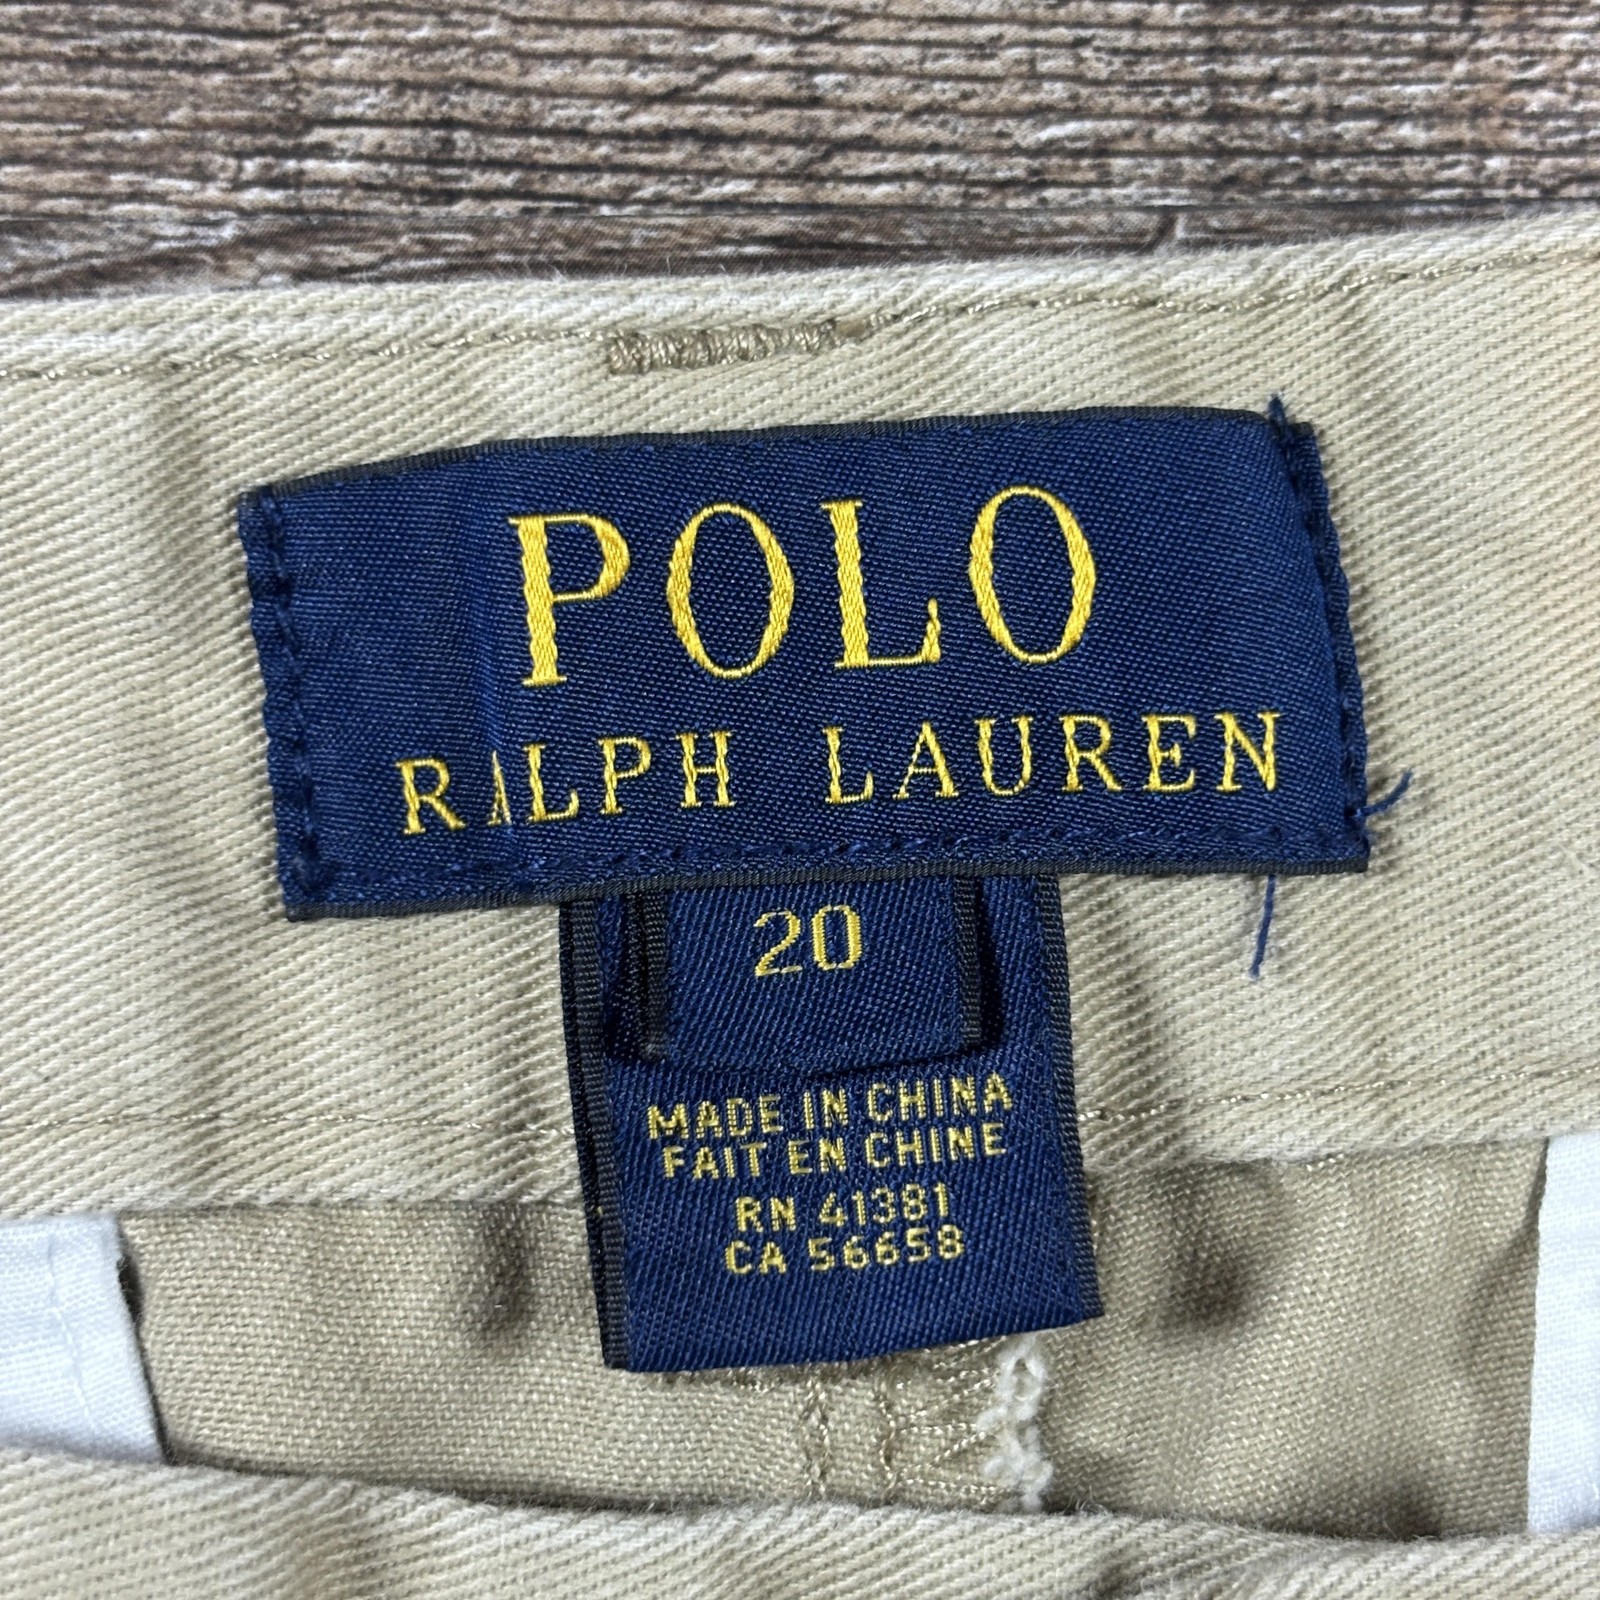 POLO
RALPH LAUREN
20
MADE IN CHINA
FAIT EN CHINE
RN 41381
CA 56658